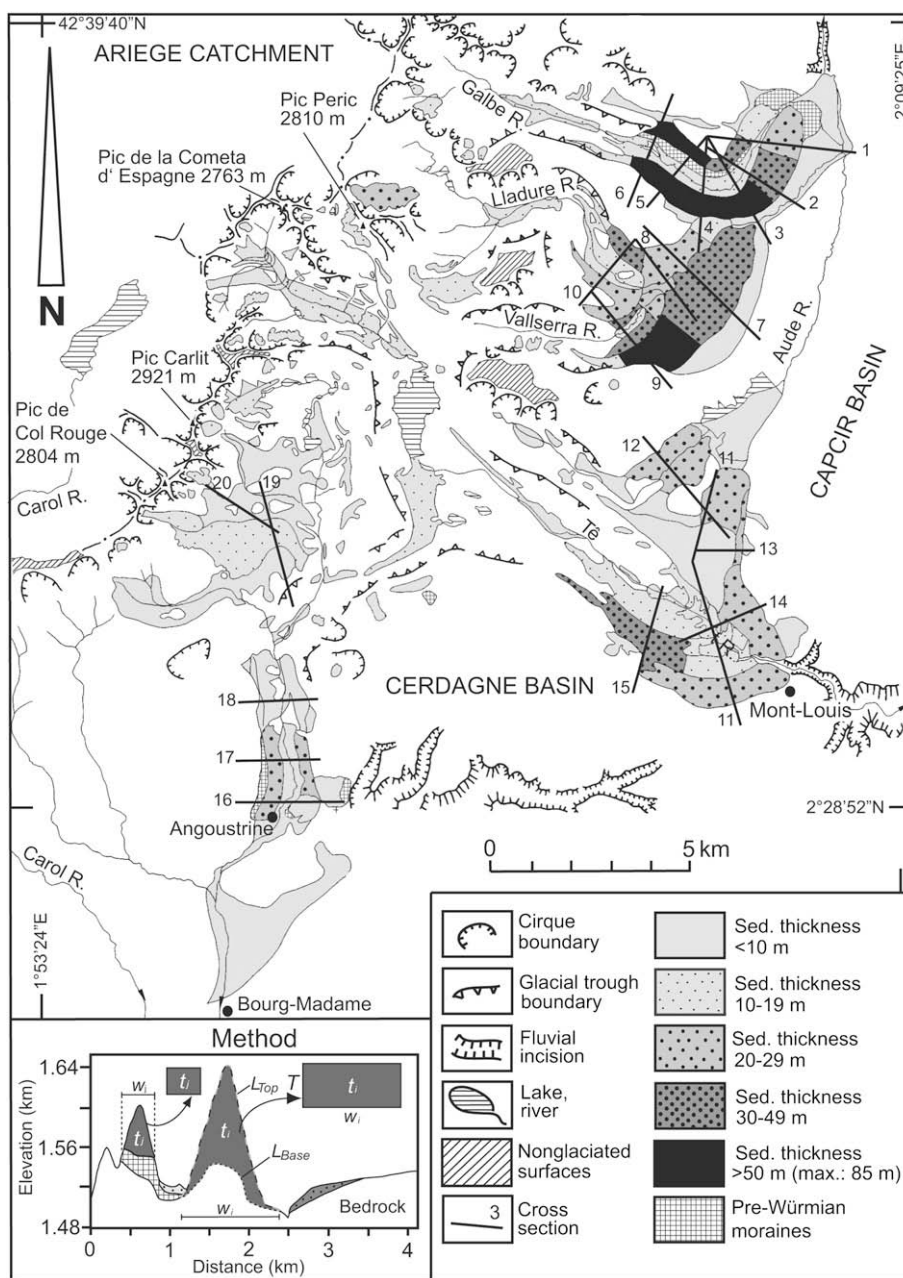 42°39'40"N
ARIEGE CATCHMENT
2°09'25"E
Pic Peric
2810 m
Galbe R.
Pic de la Cometa
d' Espagne 2763 m
Lladure R.
1
2
3
4
5
6
7
8
9
10
N
Vallserra R.
Aude R.
CAPCIR BASIN
Pic Carlit
2921 m
Pic de
Col Rouge
2804 m
Carol R.
20
19
12
11
13
Têt
R.
14
15
11
CERDAGNE BASIN
Mont-Louis
18
17
16
Angoustrine
2°28'52"N
0
5 km
Carol R.
1°53'24"E
Bourg-Madame
Cirque
boundary
Glacial trough
boundary
Fluvial
incision
Lake,
river
Nonglaciated
surfaces
3
Cross
section
Sed. thickness
<10 m
Sed. thickness
10-19 m
Sed. thickness
20-29 m
Sed. thickness
30-49 m
Sed. thickness
>50 m (max.: 85 m)
Pre-Würmian
moraines
Method
Elevation (km)
1.64
1.56
1.48
wi
ti
LTop
T
ti
ti
wi
LBase
wi
Bedrock
0 1 2 3 4
Distance (km)